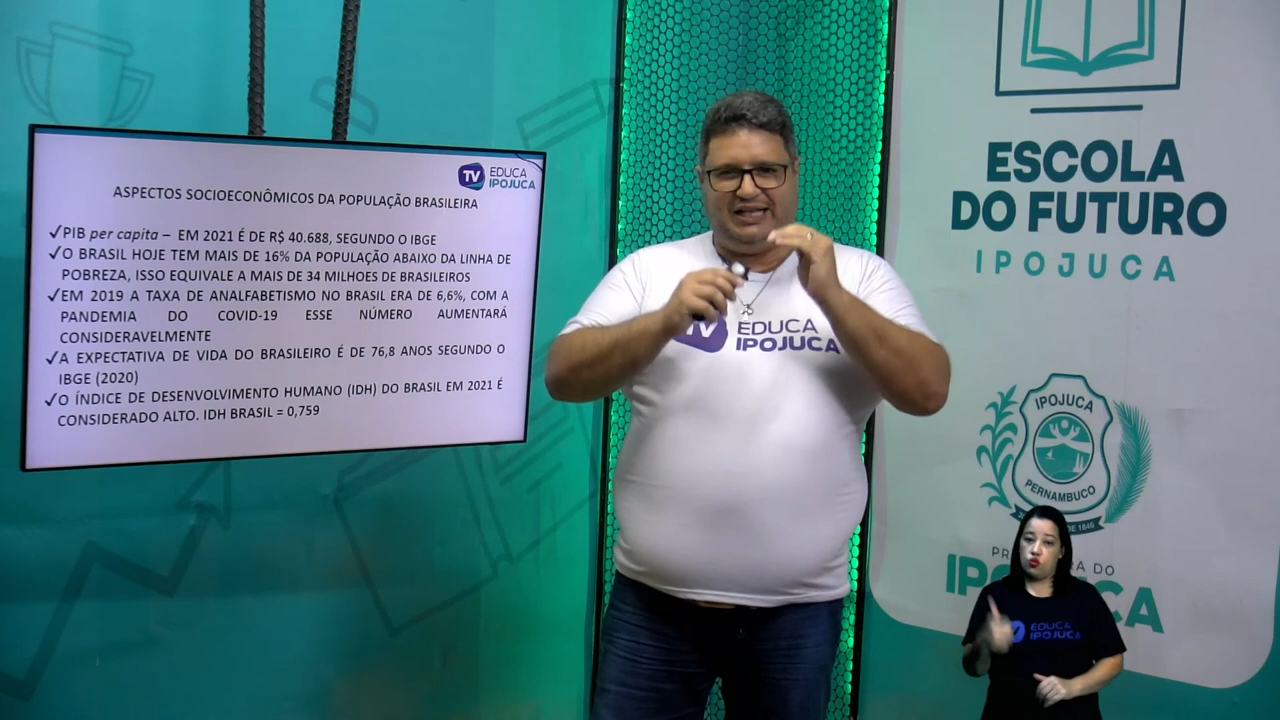 TV EDUCA
IPOJUCA
ASPECTOS SOCIOECONÔMICOS DA POPULAÇÃO BRASILEIRA
✓PIB per capita – EM 2021 É DE R$ 40.688, SEGUNDO O IBGE
✓O BRASIL HOJE TEM MAIS DE 16% DA POPULAÇÃO ABAIXO DA LINHA DE
POBREZA, ISSO EQUIVALE A MAIS DE 34 MILHOES DE BRASILEIROS
✓EM 2019 A TAXA DE ANALFABETISMO NO BRASIL ERA DE 6,6%, COM A
PANDEMIA DO COVID-19 ESSE NÚMERO AUMENTARÁ
CONSIDERAVELMENTE
✓A EXPECTATIVA DE VIDA DO BRASILEIRO É DE 76,8 ANOS SEGUNDO O
IBGE (2020)
✓O ÍNDICE DE DESENVOLVIMENTO HUMANO (IDH) DO BRASIL EM 2021 É
CONSIDERADO ALTO. IDH BRASIL = 0,759
TV EDUCA
IPOJUCA
ESCOLA
DO FUTURO
IPOJUCA
IPOJUCA
PERNAMBUCO
DE 1846
DO
EDUCA
IPOJUCA